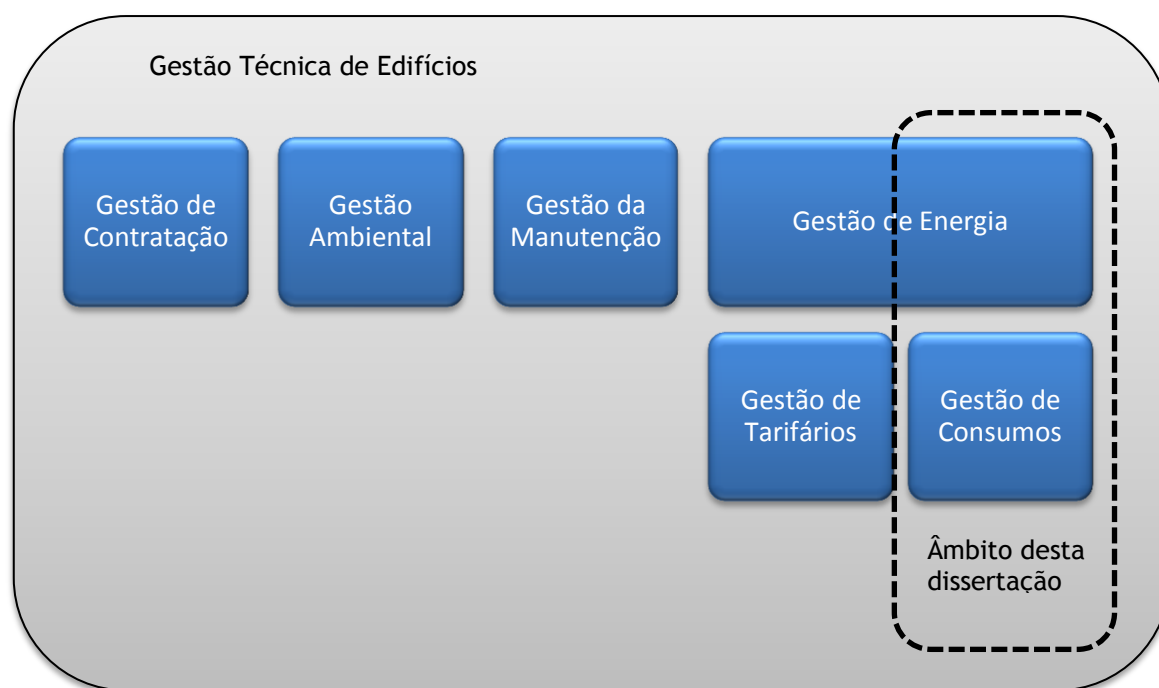 Gestão Técnica de Edifícios
Gestão de
Contratação
Gestão
Ambiental
Gestão da
Manutenção
Gestão de Energia
Gestão de
Tarifários
Gestão de
Consumos
Âmbito desta
dissertação